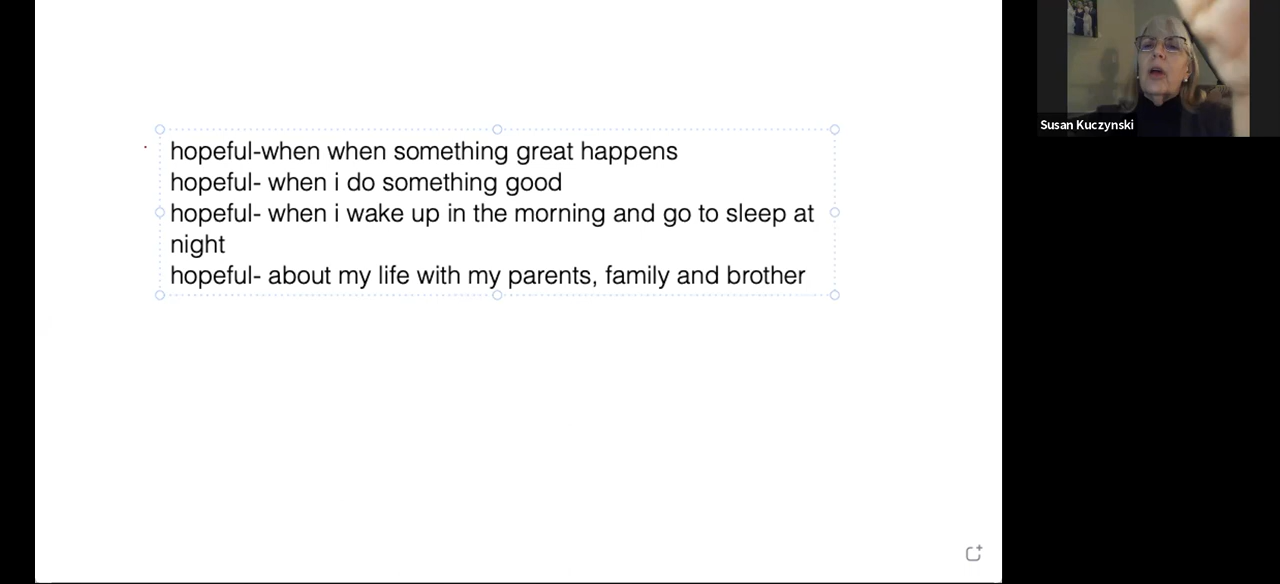 hopeful-when when something great happens
hopeful- when i do something good
hopeful- when i wake up in the morning and go to sleep at
night
hopeful- about my life with my parents, family and brother
Susan Kuczynski